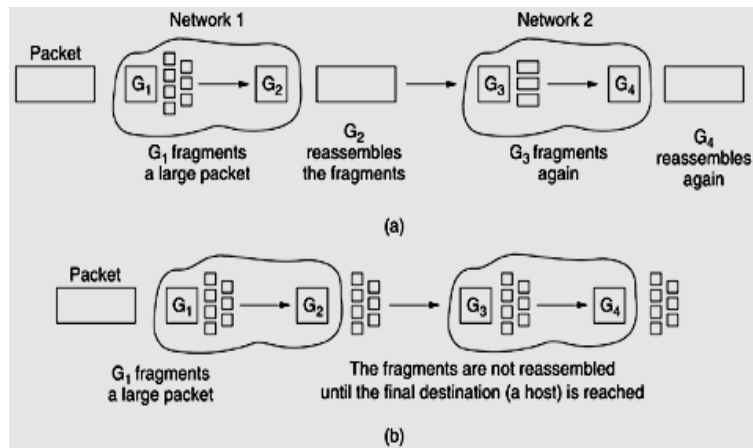 Network 1
Network 2
Packet
G1
G2
G3
G4
G1 fragments
a large packet
G2
reassembles
the fragments
G3 fragments
again
G4
reassembles
again
(a)
Packet
G1
G2
G3
G4
G1 fragments
a large packet
The fragments are not reassembled
until the final destination (a host) is reached
(b)